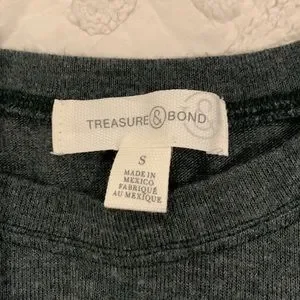 TREASURE & BOND
&
S
MADE IN
MEXICO
FABRIQUÉ
AU MEXIQUE